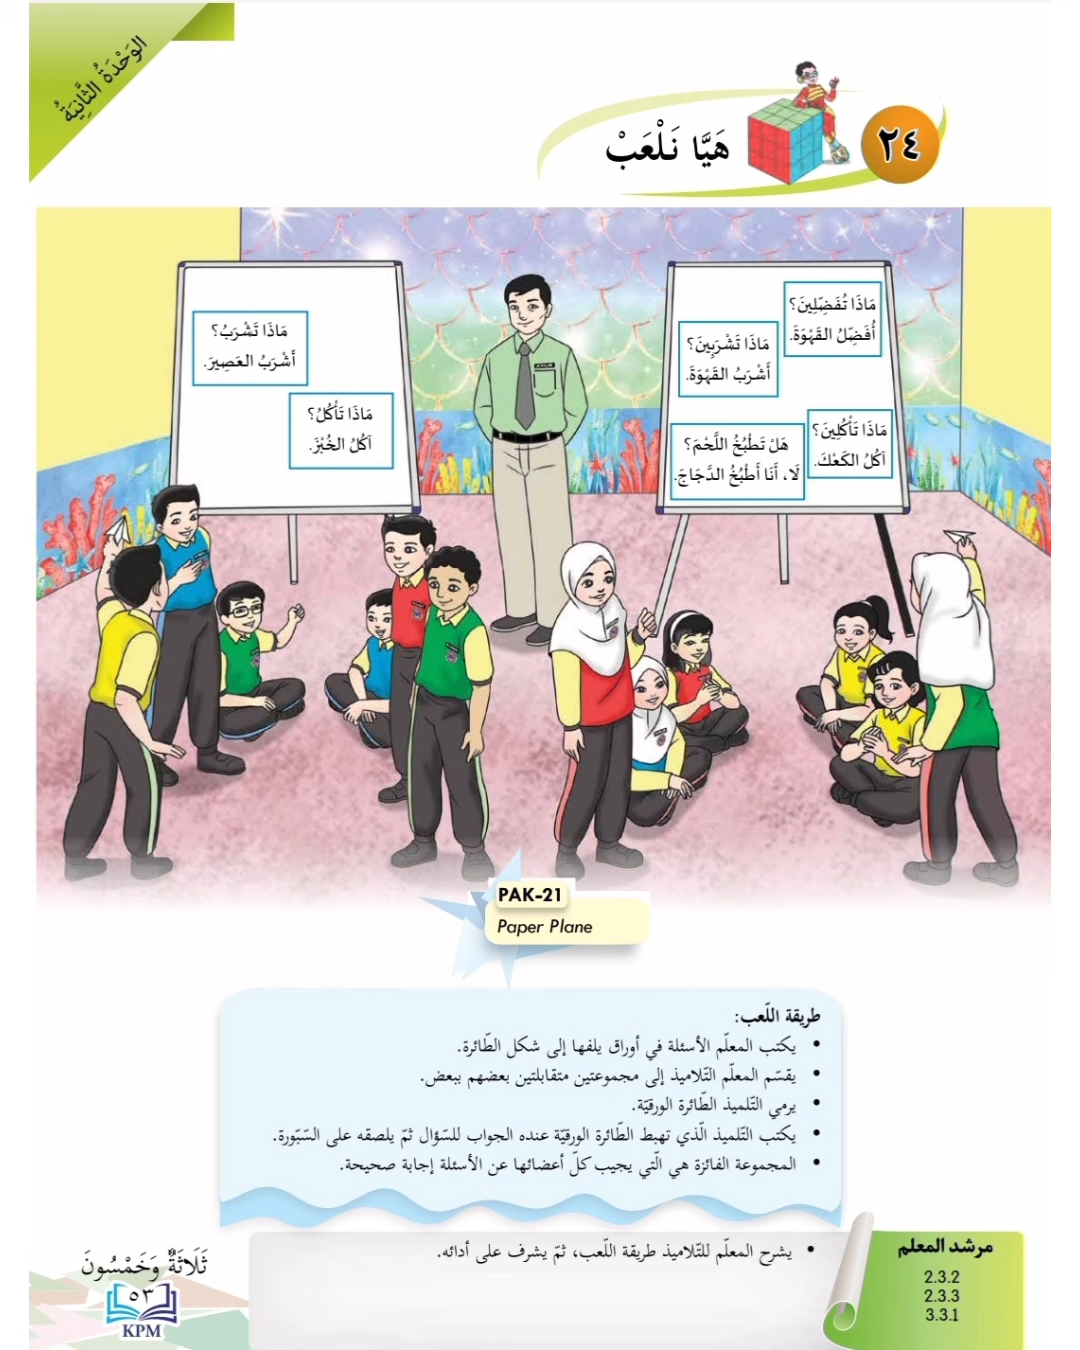 الوَحْدَةُ الثَّانِيَةُ
٢٤
هَيَّا نَلْعَبْ
مَاذَا تُفَضِّلِينَ؟
أُفَضِّلُ القَهْوَةَ.
مَاذَا تَشْرَبِينَ؟
أَشْرَبُ القَهْوَةَ.
مَاذَا تَأْكُلِينَ؟
آكُلُ الكَعْكَ.
هَلْ تَطْبُخُ اللَّحْمَ؟
لَا، أَنَا أَطْبُخُ الدَّجَاجَ.
مَاذَا تَشْرَبُ؟
أَشْرَبُ العَصِيرَ.
مَاذَا تَأْكُلُ؟
آكُلُ الخُبْزَ.
PAK-21
Paper Plane
طريقة اللّعب:
• يكتب المعلّم الأسئلة في أوراق يلفها إلى شكل الطّائرة.
• يقسّم المعلّم التّلاميذ إلى مجموعتين متقابلتين بعضهم ببعض.
• يرمي التّلميذ الطّائرة الورقيّة.
• يكتب التّلميذ الّذي تهبط الطّائرة الورقيّة عنده الجواب للسّؤال ثمّ يلصقه على السّبّورة.
• المجموعة الفائزة هي الّتي يجيب كلّ أعضائها عن الأسئلة إجابة صحيحة.
مرشد المعلم
2.3.2
2.3.3
3.3.1
• يشرح المعلّم للتّلاميذ طريقة اللّعب، ثمّ يشرف على أدائه.
ثَلَاثَةٌ وَخَمْسُونَ
٥٣
KPM